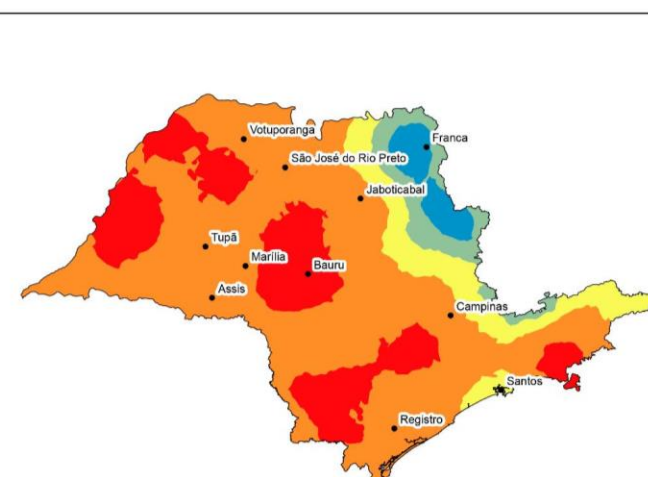 Votuporanga
Franca
São José do Rio Preto
Jaboticabal
Tupã
Marília
Bauru
Assis
Campinas
Santos
Registro